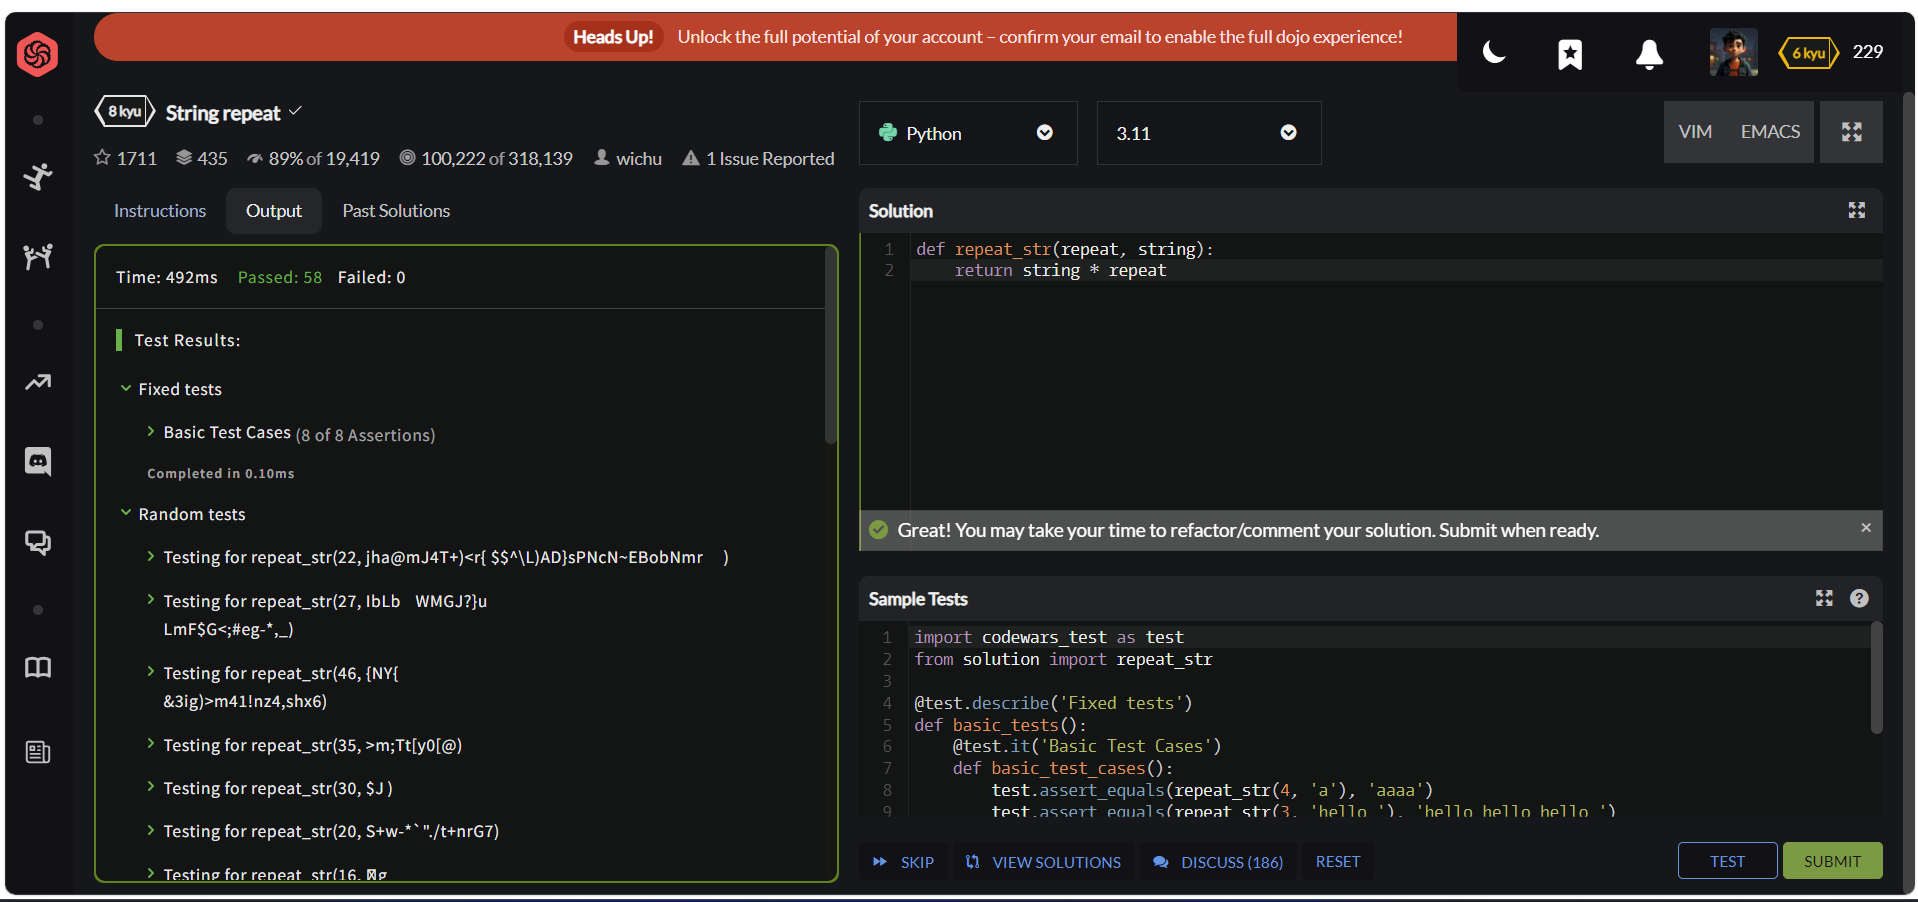 Heads Up! Unlock the full potential of your account – confirm your email to enable the full dojo experience!
6 kyu 229
8 kyu String repeat
1711 435 89% of 19,419 100,222 of 318,139 wichu 1 Issue Reported
Instructions Output Past Solutions
Time: 492ms Passed: 58 Failed: 0
Test Results:
Fixed tests
Basic Test Cases (8 of 8 Assertions)
Completed in 0.10ms
Random tests
Testing for repeat_str(22, jha@mJ4T+)<r{ $$^\L)AD}sPNcN~EBobNmr )
Testing for repeat_str(27, IbLb WMGJ?}u
LmF$G<;#eg-*,_)
Testing for repeat_str(46, {NY{
&3ig)>m41!nz4,shx6)
Testing for repeat_str(35, >m;Tt[y0[@)
Testing for repeat_str(30, $J )
Testing for repeat_str(20, S+w-*`"./t+nrG7)
Testing for repeat_str(16, g
Python 3.11 VIM EMACS
Solution
1 def repeat_str(repeat, string):
2 return string * repeat
Great! You may take your time to refactor/comment your solution. Submit when ready.
Sample Tests
1 import codewars_test as test
2 from solution import repeat_str
3
4 @test.describe('Fixed tests')
5 def basic_tests():
6 @test.it('Basic Test Cases')
7 def basic_test_cases():
8 test.assert_equals(repeat_str(4, 'a'), 'aaaa')
9 test.assert_equals(repeat_str(3, 'hello '), 'hello hello hello ')
SKIP VIEW SOLUTIONS DISCUSS (186) RESET TEST SUBMIT